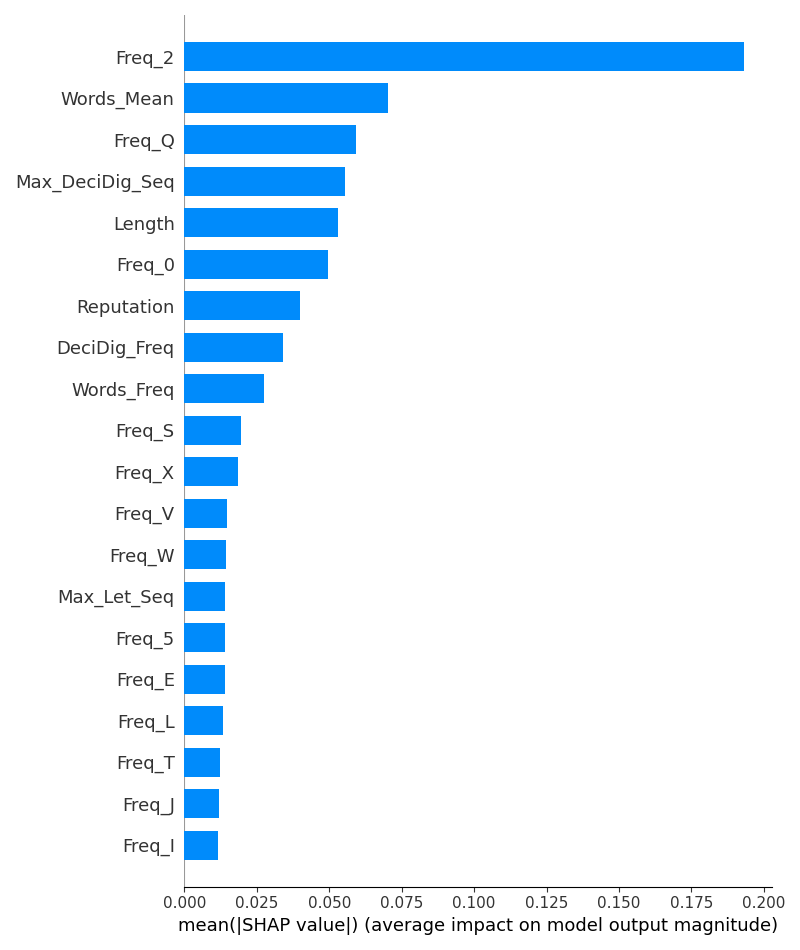 Freq_2
Words_Mean
Freq_Q
Max_DeciDig_Seq
Length
Freq_0
Reputation
DeciDig_Freq
Words_Freq
Freq_S
Freq_X
Freq_V
Freq_W
Max_Let_Seq
Freq_5
Freq_E
Freq_L
Freq_T
Freq_J
Freq_I
0.000 0.025 0.050 0.075 0.100 0.125 0.150 0.175 0.200
mean(|SHAP value|) (average impact on model output magnitude)